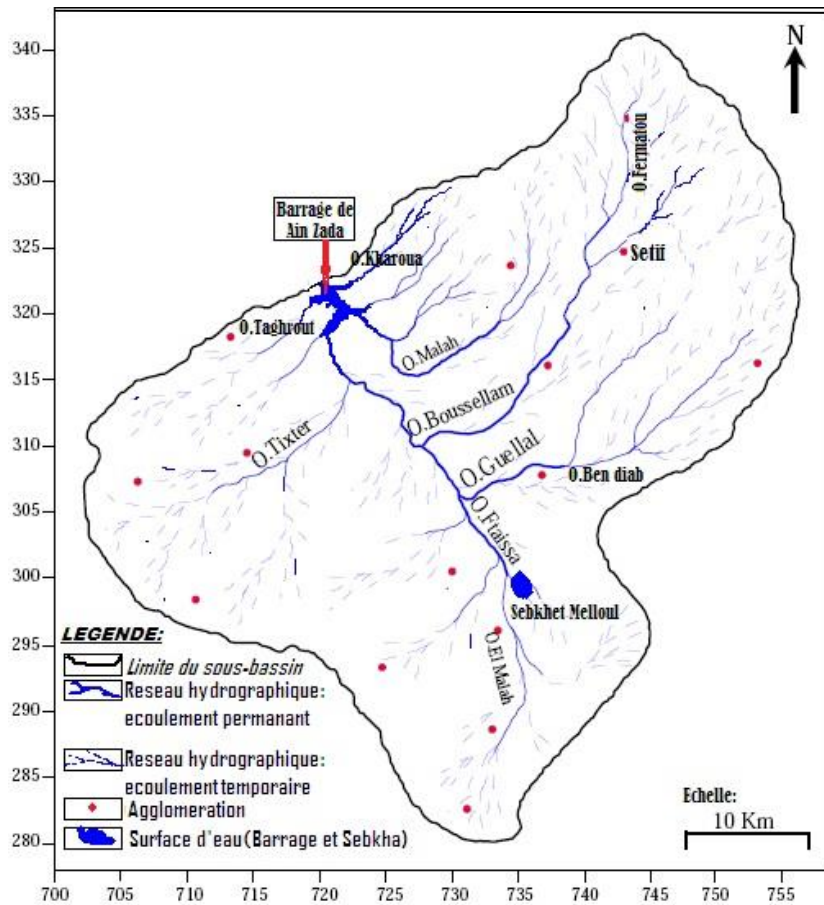 340
335
330
325
320
315
310
305
300
295
290
285
280
N
O.Fermatou
Barrage de
Ain Zada
O.Kharoua
Setif
O.Taghrout
O.Malah
O.Boussellam
O.Tixter
O.Guellal
O.Ben diab
O.Ftaissa
Sebkhet Melloul
O.El Malah
LEGENDE:
Limite du sous-bassin
Reseau hydrographique:
ecoulement permanant
Reseau hydrographique:
ecoulement temporaire
Agglomeration
Surface d'eau(Barrage et Sebkha)
Echelle:
10 Km
700 705 710 715 720 725 730 735 740 745 750 755